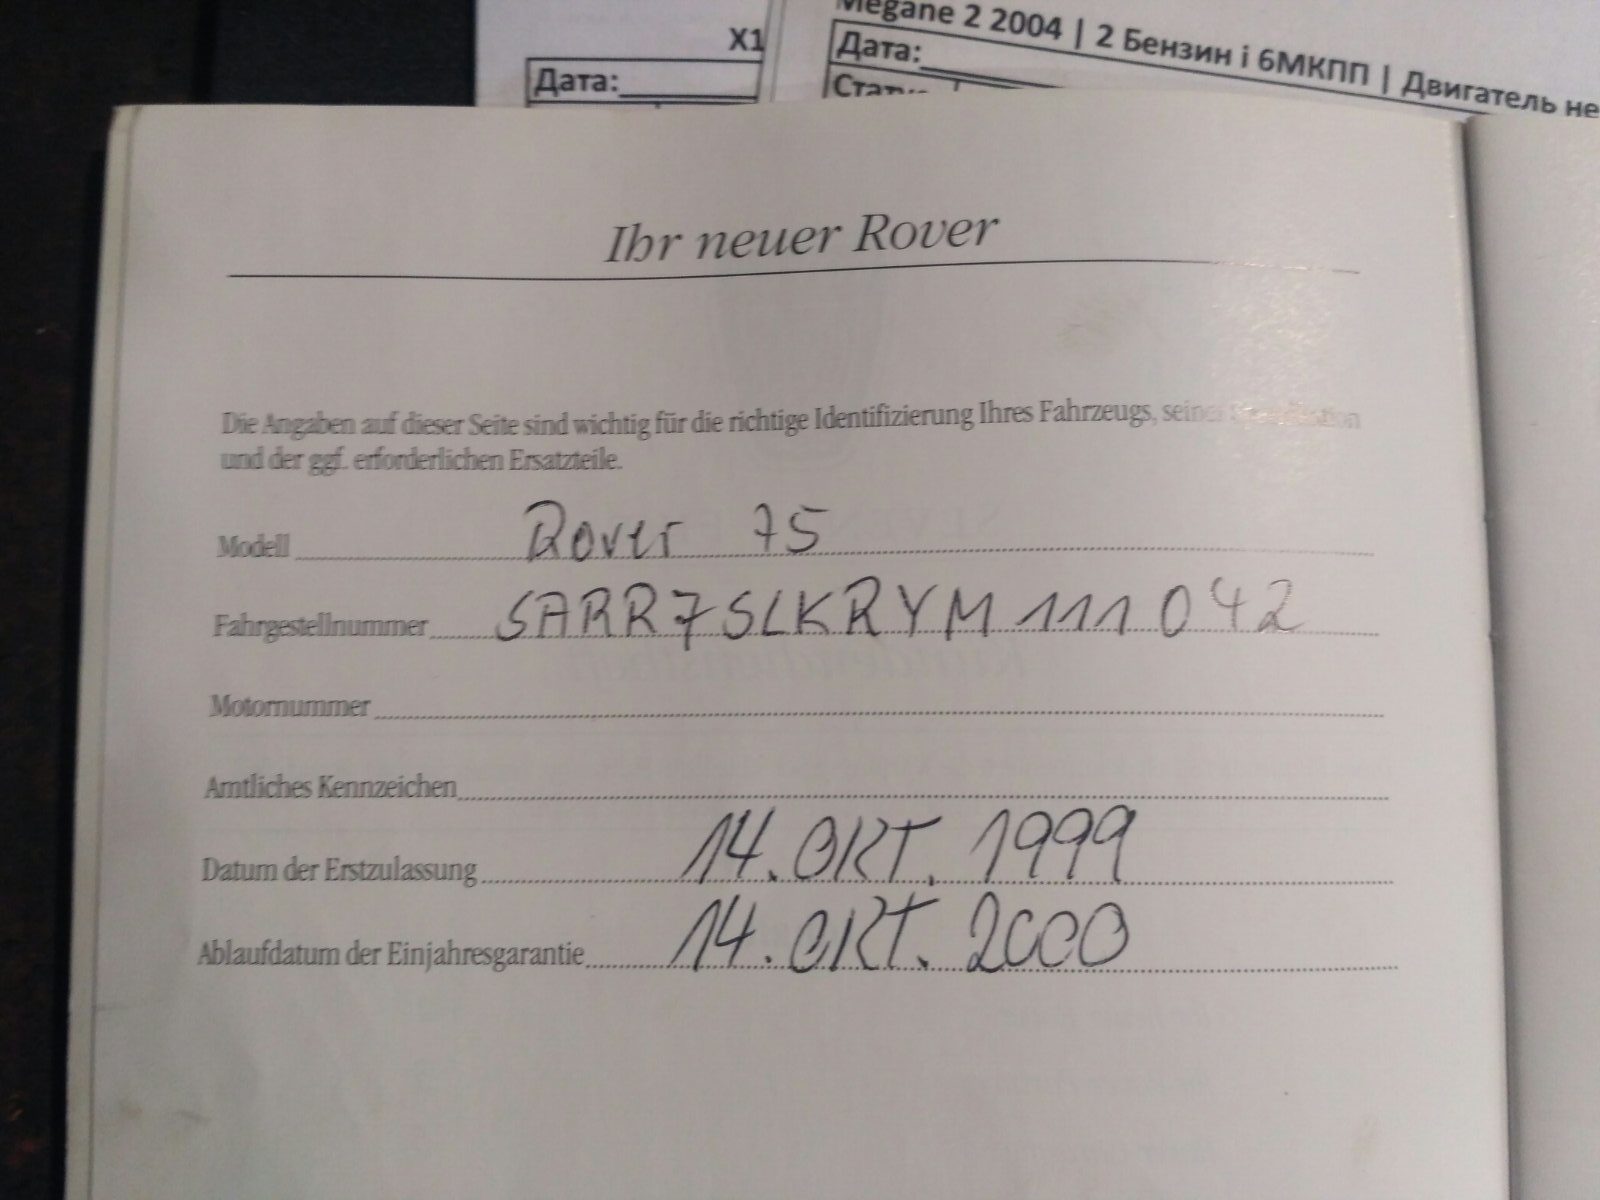 X1
Дата:
Megane 2 2004 | 2 Бензин і 6МКПП | Двигатель не
Дата:
Ihr neuer Rover
Die Angaben auf dieser Seite sind wichtig für die richtige Identifizierung Ihres Fahrzeugs, seiner
und der ggf. erforderlichen Ersatzteile.
Modell Rover 75
Fahrgestellnummer SARR7SLKRYM111042
Motornummer
Amtliches Kennzeichen
Datum der Erstzulassung 14. OKT. 1999
Ablaufdatum der Einjahresgarantie 14. OKT. 2000